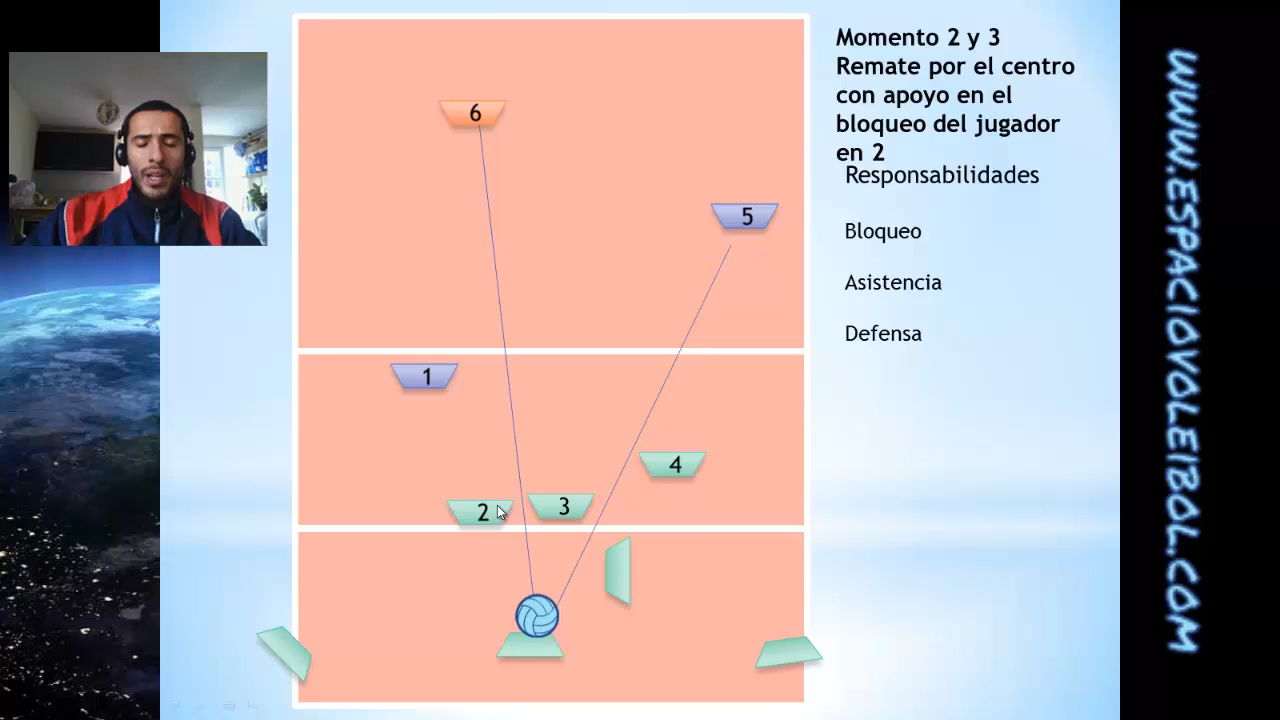 Momento 2 y 3
Remate por el centro
con apoyo en el
bloqueo del jugador
en 2
Responsabilidades
Bloqueo
Asistencia
Defensa
6
5
1
4
2
3
WWW.ESPACIOVOLEIBOL.COM